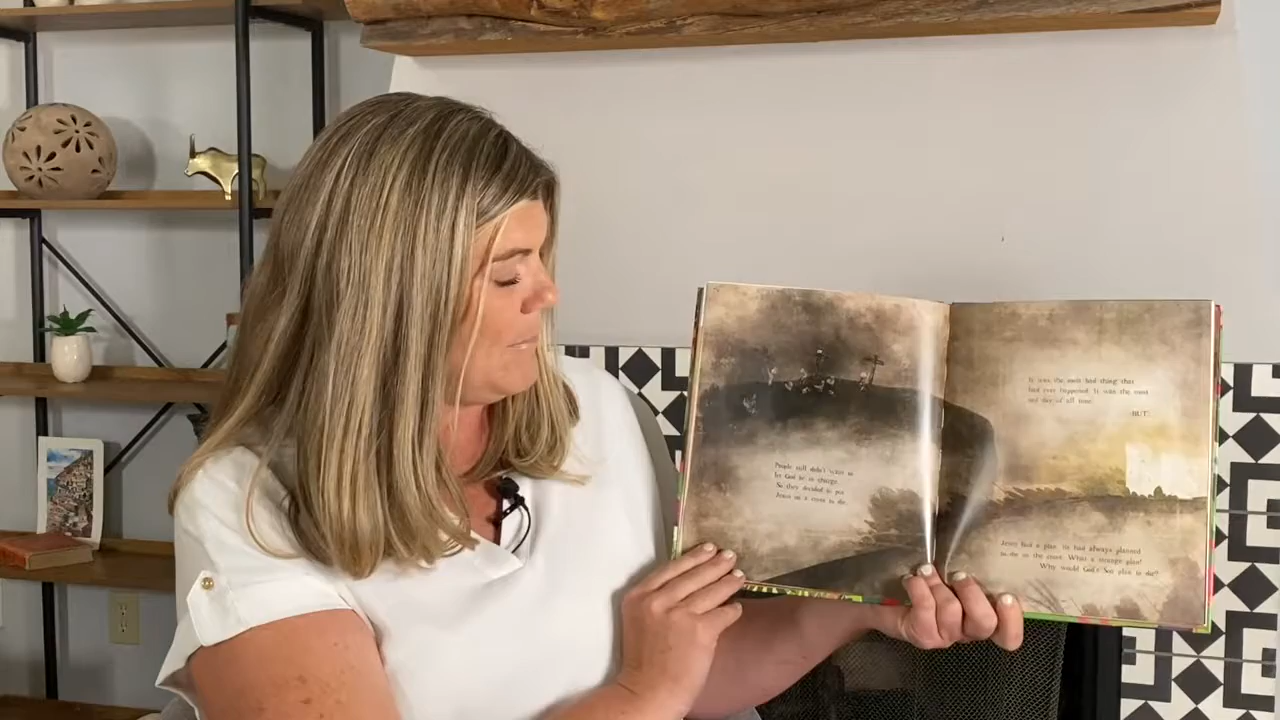 People still didn't want to
let God be in charge.
So they decided to put
Jesus on a cross to die.
It was the most bad thing that
had ever happened. It was the most
sad day of all time.
BUT
Jesus had a plan. He had always planned
to die on the cross. What a strange plan!
Why would God's Son plan to die?